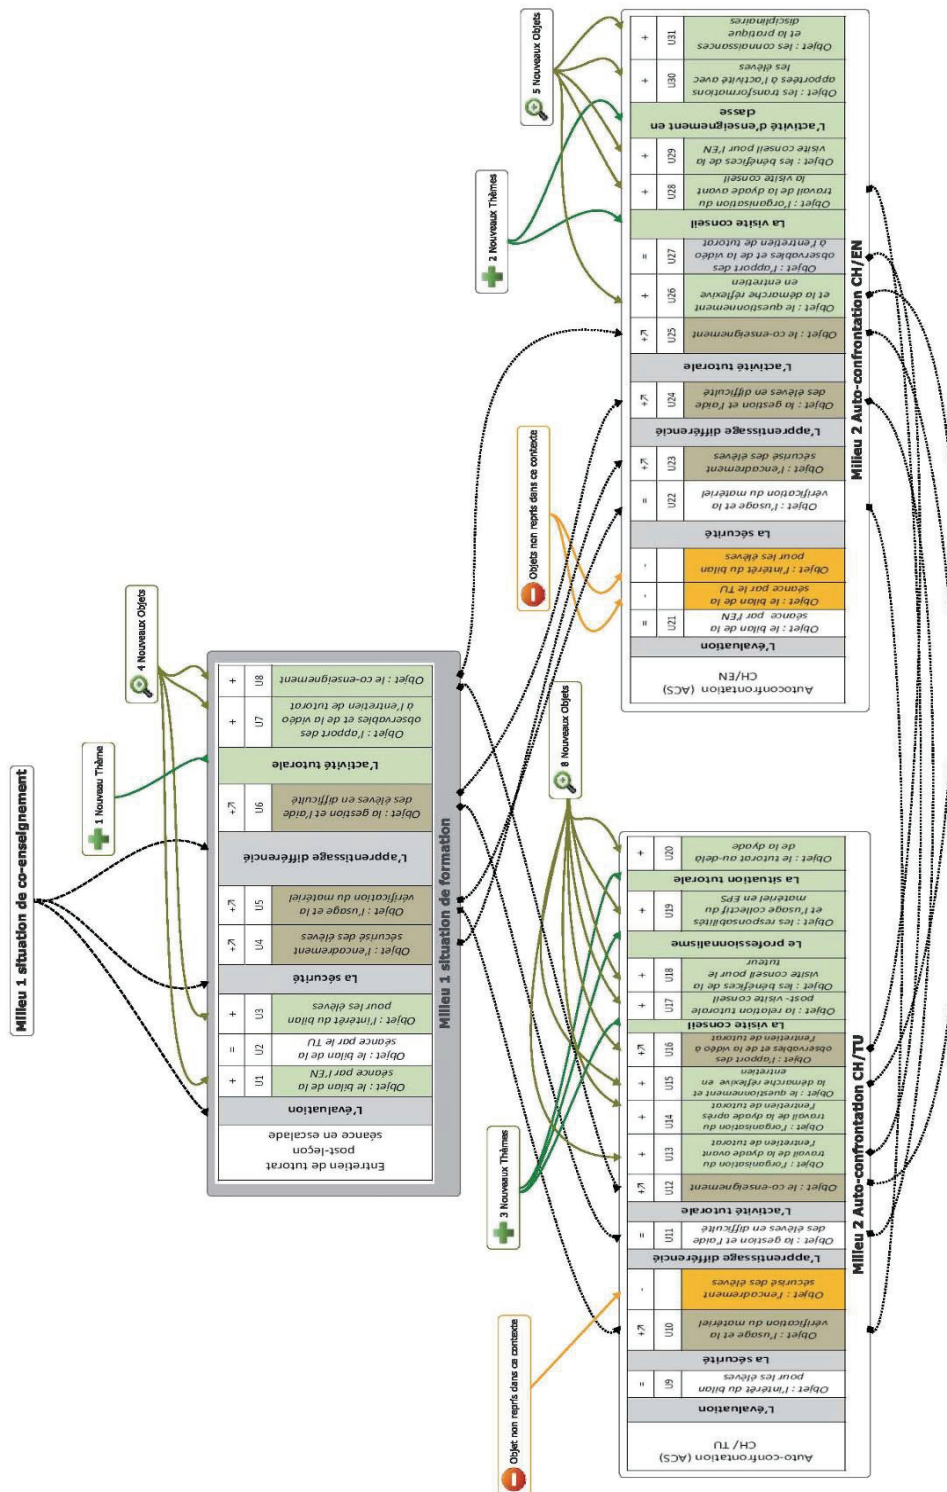 Milieu 1 situation de co-enseignement
1 Nouveau Thème
4 Nouveaux Objets
Entretien de tutorat
post-leçon
séance en escalade
L'évaluation
Objet : le bilan de la
séance par l'EN
U1
+
Objet : le bilan de la
séance par le TU
U2
=
Objet : l'intérêt du bilan
pour les élèves
U3
+
La sécurité
Objet : l'encadrement
sécurisé des élèves
U4
+↗
Objet : l'usage et la
vérification du matériel
U5
+↗
L'apprentissage différencié
Objet : la gestion et l'aide
des élèves en difficulté
U6
+↗
L'activité tutorale
Objet : l'apport des
observables et de la vidéo
à l'entretien de tutorat
U7
+
Objet : le co-enseignement
U8
+
Milieu 1 situation de formation
Objet non repris dans ce contexte
3 Nouveaux Thèmes
8 Nouveaux Objets
Auto-confrontation (ACS)
CH/ TU
L'évaluation
Objet : l'intérêt du bilan
pour les élèves
U9
=
La sécurité
Objet : l'usage et la
vérification du matériel
U10
+↗
Objet : l'encadrement
sécurisé des élèves
-
L'apprentissage différencié
Objet : la gestion et l'aide
des élèves en difficulté
U11
=
L'activité tutorale
Objet : le co-enseignement
U12
+↗
Objet : l'organisation du
travail de la dyade avant
l'entretien de tutorat
U13
+
Objet : l'organisation du
travail de la dyade après
l'entretien de tutorat
U14
+
Objet : le questionnement et
la démarche réflexive en
entretien
U15
+
Objet : l'apport des
observables et de la vidéo à
l'entretien de tutorat
U16
+↗
La visite conseil
Objet : la relation tutorale
post-visite conseil
U17
+
Objet : les bénéfices de la
visite conseil pour le
tuteur
U18
+
Le professionnalisme
Objet : les responsabilités
et l'usage collectif du
matériel en EPS
U19
+
La situation tutorale
Objet : le tutorat au-delà
de la dyade
U20
+
Milieu 2 Auto-confrontation CH/TU
Objets non repris dans ce contexte
2 Nouveaux Thèmes
5 Nouveaux Objets
Autoconfrontation (ACS)
CH/EN
L'évaluation
Objet : le bilan de la
séance par l'EN
U21
=
Objet : le bilan de la
séance par le TU
-
Objet : l'intérêt du bilan
pour les élèves
-
La sécurité
Objet : l'usage et la
vérification du matériel
U22
=
Objet : l'encadrement
sécurisé des élèves
U23
+↗
L'apprentissage différencié
Objet : la gestion et l'aide
des élèves en difficulté
U24
+↗
L'activité tutorale
Objet : le co-enseignement
U25
+↗
Objet : le questionnement
et la démarche réflexive
en entretien
U26
+
Objet : l'apport des
observables et de la vidéo
à l'entretien de tutorat
U27
=
La visite conseil
Objet : l'organisation du
travail de la dyade avant
la visite conseil
U28
+
Objet : les bénéfices de la
visite conseil pour l'EN
U29
+
L'activité d'enseignement en
classe
Objet : les transformations
apportées à l'activité avec
les élèves
U30
+
Objet : les connaissances
et la pratique
disciplinaires
U31
+
Milieu 2 Auto-confrontation CH/EN